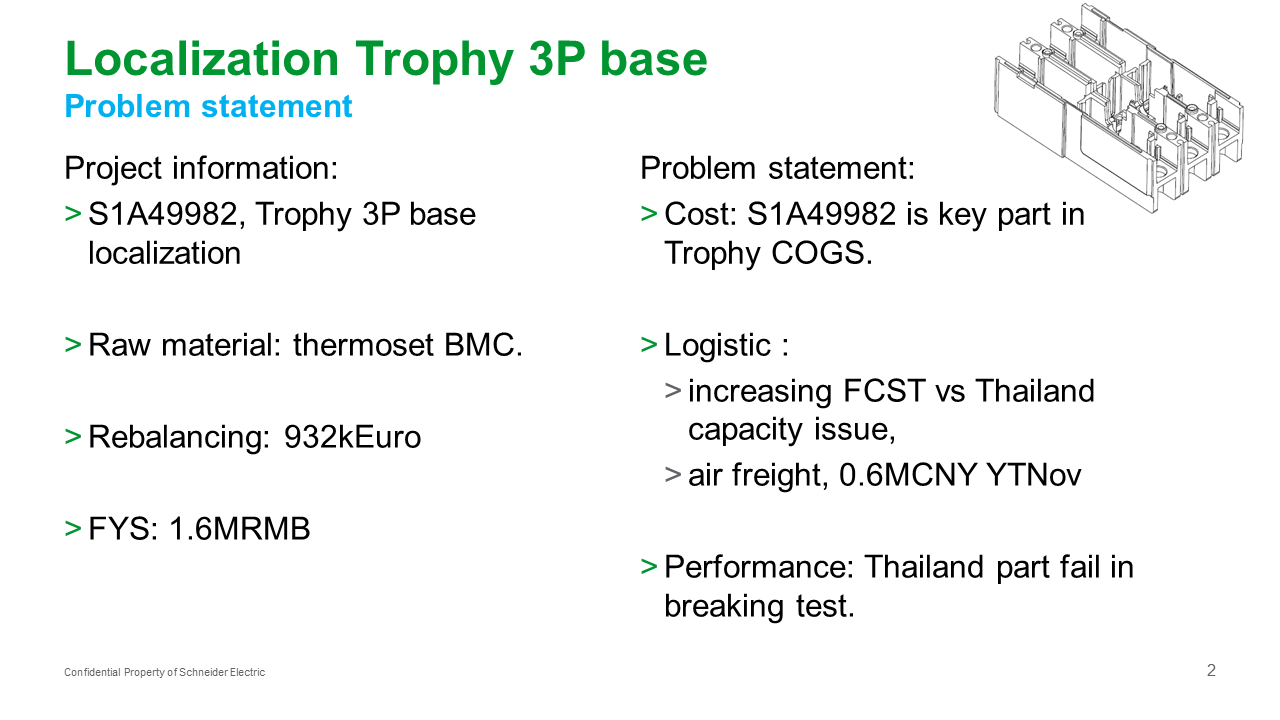 Localization Trophy 3P base
Problem statement
Project information:
> S1A49982, Trophy 3P base
localization
> Raw material: thermoset BMC.
> Rebalancing: 932kEuro
> FYS: 1.6MRMB
Problem statement:
> Cost: S1A49982 is key part in
Trophy COGS.
> Logistic :
> increasing FCST vs Thailand
capacity issue,
> air freight, 0.6MCNY YTNov
> Performance: Thailand part fail in
breaking test.
Confidential Property of Schneider Electric
2